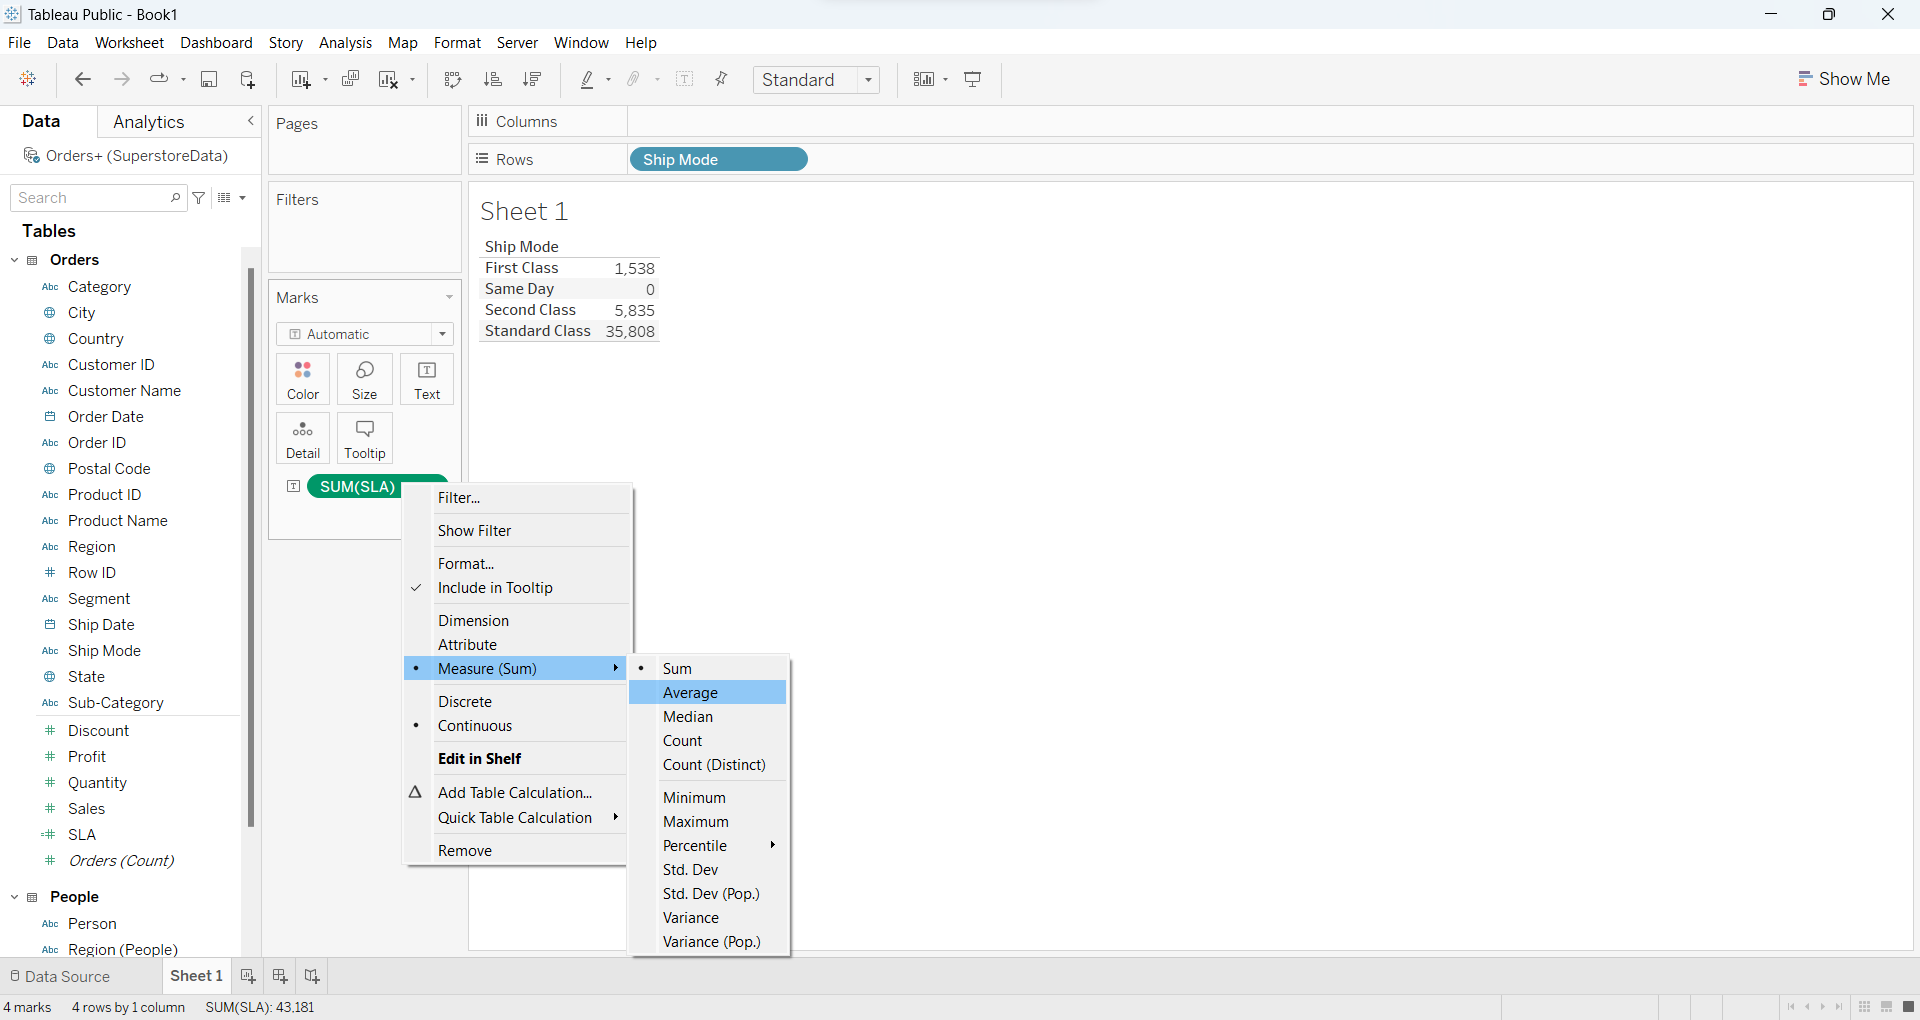 Tableau Public - Book1
File Data Worksheet Dashboard Story Analysis Map Format Server Window Help
Standard
Show Me
Data Analytics
Orders+ (SuperstoreData)
Search
Tables
Orders
Abc Category
City
Country
Abc Customer ID
Abc Customer Name
Order Date
Abc Order ID
Postal Code
Abc Product ID
Abc Product Name
Abc Region
# Row ID
Abc Segment
Ship Date
Abc Ship Mode
State
Abc Sub-Category
# Discount
# Profit
# Quantity
# Sales
=# SLA
# Orders (Count)
People
Abc Person
Abc Region (People)
Pages
Filters
Marks
T Automatic
Color Size T Text
Detail Tooltip
T SUM(SLA)
Columns
Rows Ship Mode
Sheet 1
Ship Mode
First Class 1,538
Same Day 0
Second Class 5,835
Standard Class 35,808
Filter...
Show Filter
Format...
Include in Tooltip
Dimension
Attribute
Measure (Sum)
Discrete
Continuous
Edit in Shelf
Add Table Calculation...
Quick Table Calculation
Remove
Sum
Average
Median
Count
Count (Distinct)
Minimum
Maximum
Percentile
Std. Dev
Std. Dev (Pop.)
Variance
Variance (Pop.)
Data Source Sheet 1
4 marks 4 rows by 1 column SUM(SLA): 43,181